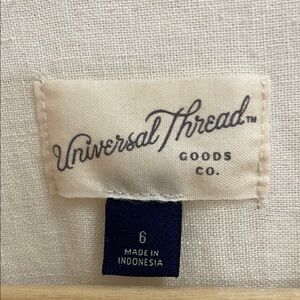 Universal Thread™
GOODS
CO.
6
MADE IN
INDONESIA